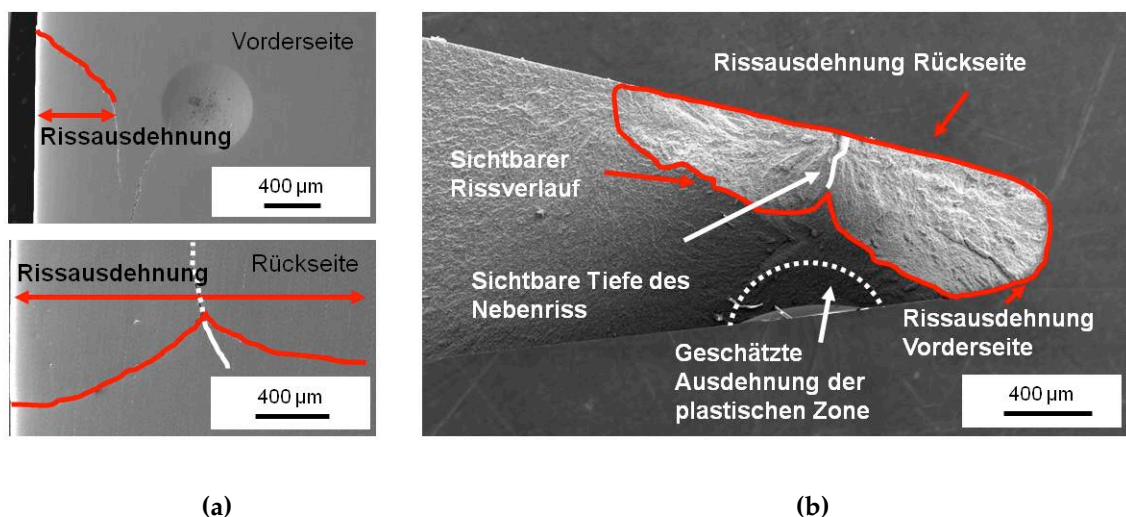 Vorderseite
Rissausdehnung
400 µm
Rissausdehnung
Rückseite
400 µm
(a)
Rissausdehnung Rückseite
Sichtbarer
Rissverlauf
Sichtbare Tiefe des
Nebenriss
Geschätzte
Ausdehnung der
plastischen Zone
Rissausdehnung
Vorderseite
400 µm
(b)